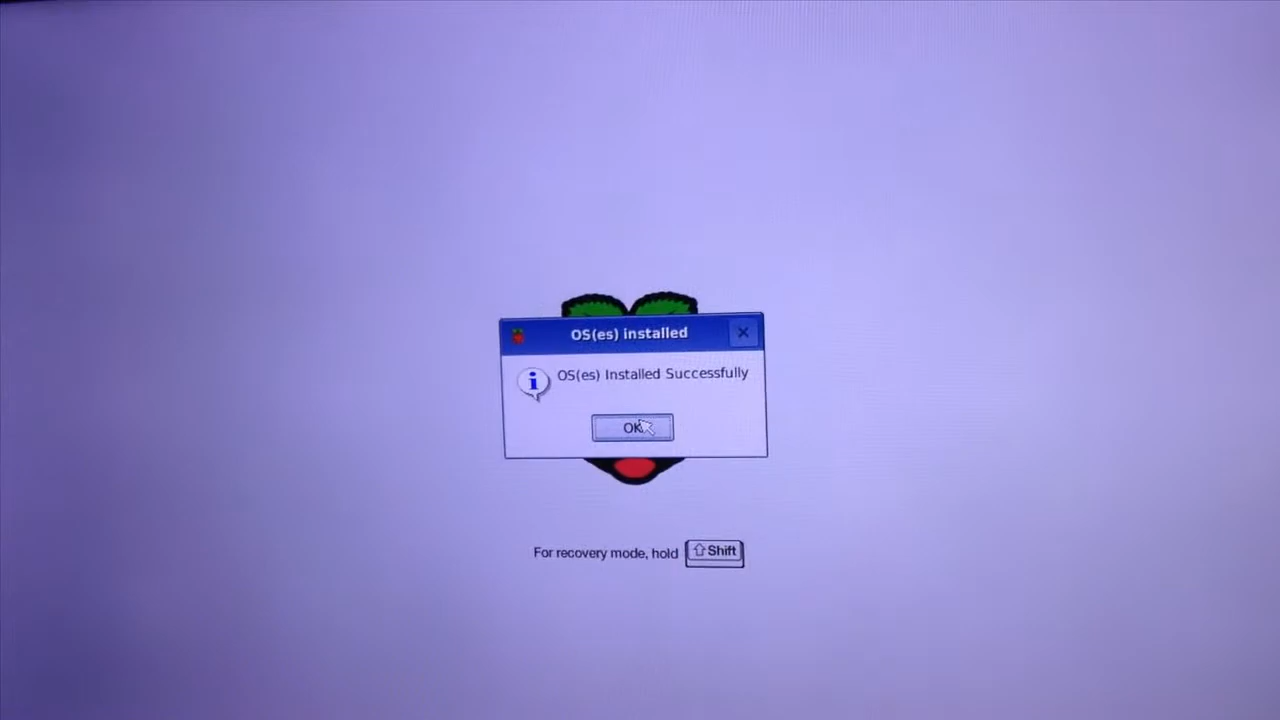 OS(es) installed
OS(es) Installed Successfully
OK
For recovery mode, hold Shift